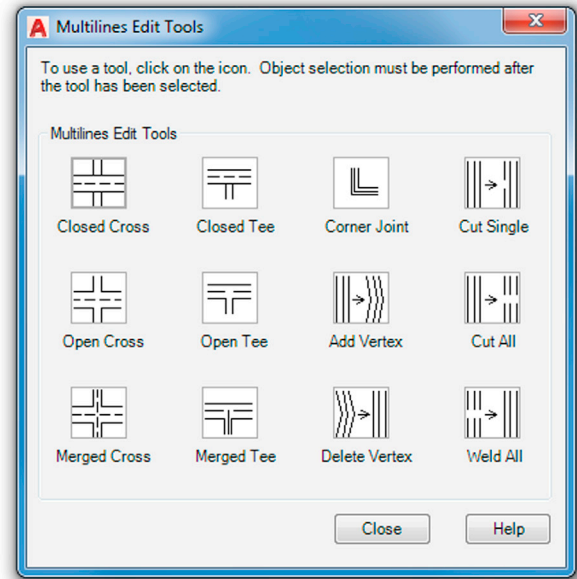 Multilines Edit Tools
To use a tool, click on the icon. Object selection must be performed after
the tool has been selected.
Multilines Edit Tools
Closed Cross Closed Tee Corner Joint Cut Single
Open Cross Open Tee Add Vertex Cut All
Merged Cross Merged Tee Delete Vertex Weld All
Close Help